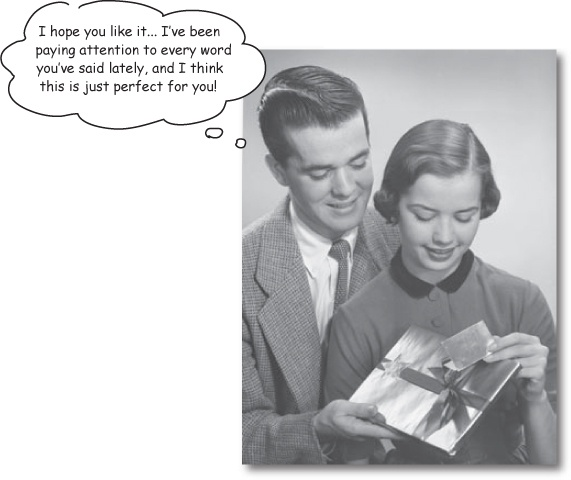 I hope you like it... I've been
paying attention to every word
you've said lately, and I think
this is just perfect for you!